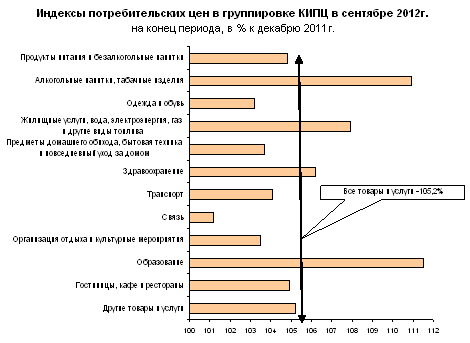 Индексы потребительских цен в группировке КИПЦ в сентябре 2012г.
на конец периода, в % к декабрю 2011 г.
Продукты питания и безалкогольные напитки
Алкогольные напитки, табачные изделия
Одежда и обувь
Жилищные услуги, вода, электроэнергия, газ
и другие виды топлива
Предметы домашнего обихода, бытовая техника
и повседневный уход за домом
Здравоохранение
Транспорт
Все товары и услуги -105,2%
Связь
Организация отдыха и культурные мероприятия
Образование
Гостиницы, кафе и рестораны
Другие товары и услуги
100 101 102 103 104 105 106 107 108 109 110 111 112